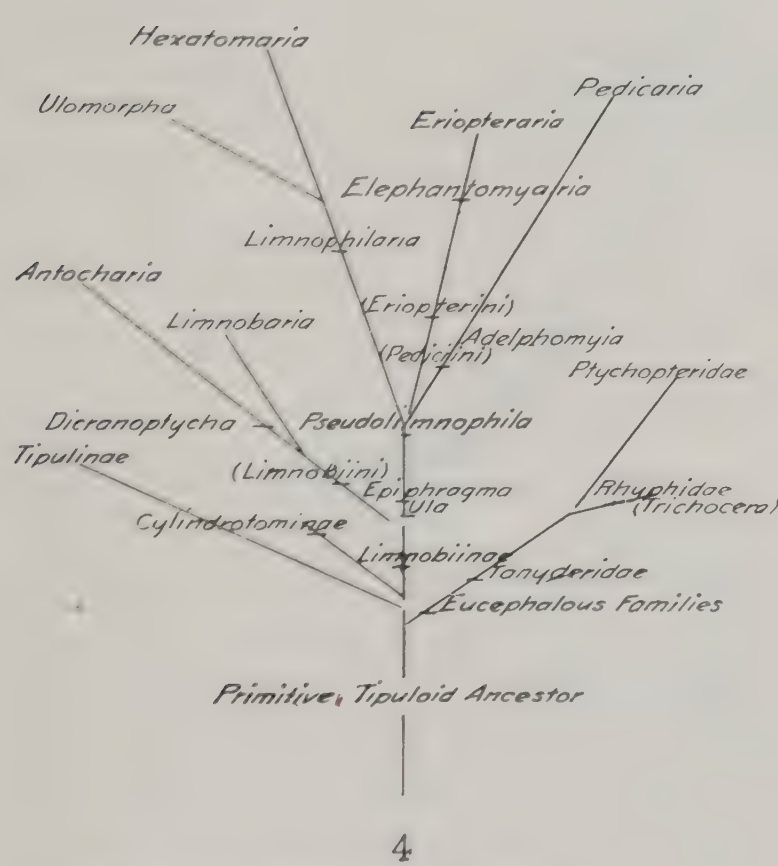 Hexatomaria
Pedicaria
Ulomorpha
Eriopteraria
Elephantomyaria
Limnophilaria
Antocharia
(Eriopterini)
Limnobaria
Adelphomyia
(Pediciini)
Ptychopteridae
Dicranoptycha
Pseudolimnophila
Tipulinae
(Limnobiini)
Epiphragma
Rhyphidae
Ula
(Trichocera)
Cylindrotominae
Limnobiinae
Tanyderidae
Eucephalous Families
Primitive Tipuloid Ancestor
4